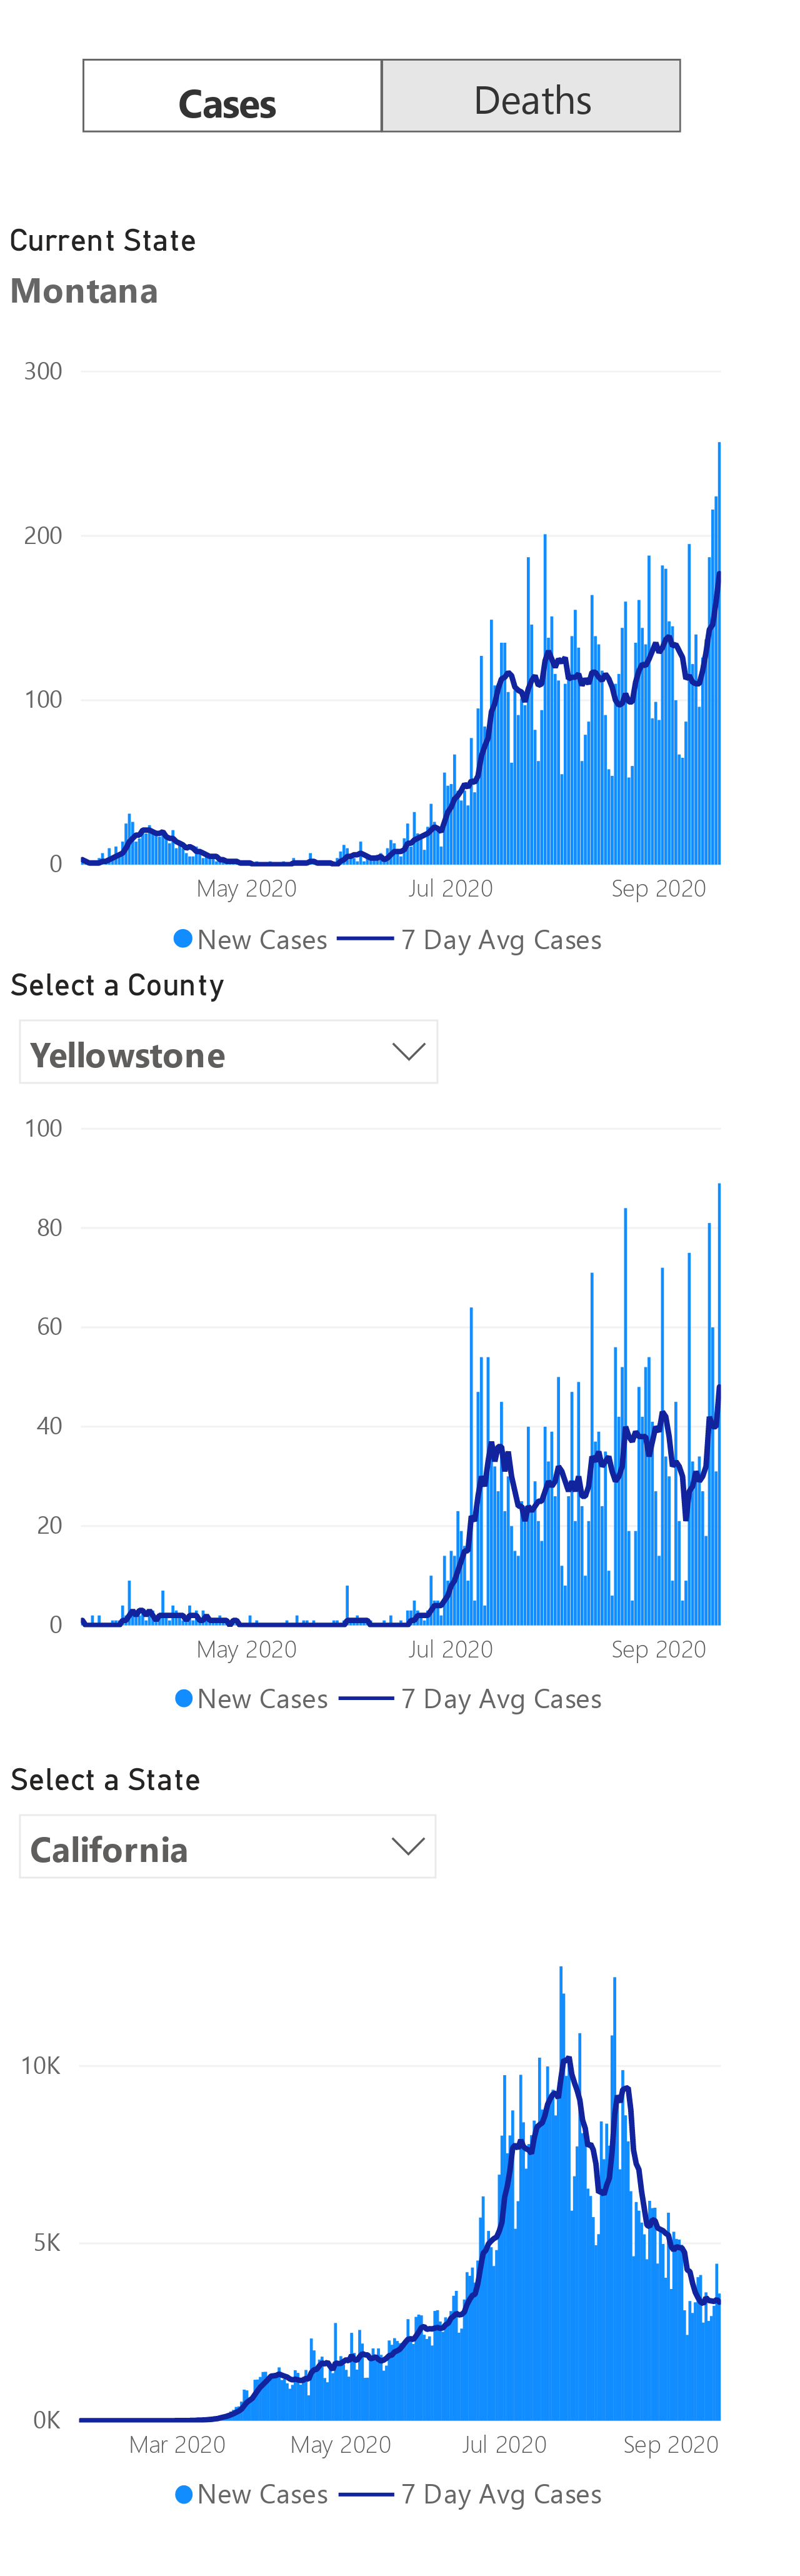 Cases Deaths
Current State
Montana
300
200
100
0
May 2020 Jul 2020 Sep 2020
New Cases 7 Day Avg Cases
Select a County
Yellowstone
100
80
60
40
20
0
May 2020 Jul 2020 Sep 2020
New Cases 7 Day Avg Cases
Select a State
California
10K
5K
0K
Mar 2020 May 2020 Jul 2020 Sep 2020
New Cases 7 Day Avg Cases